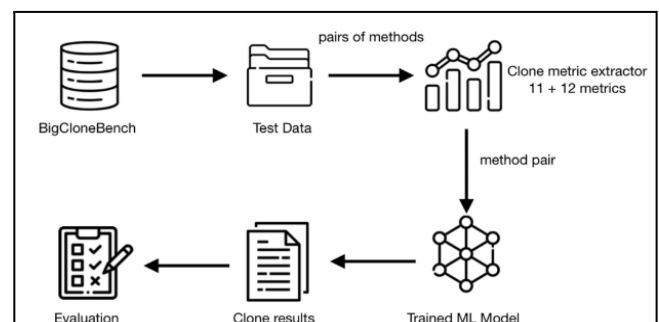 pairs of methods
BigCloneBench
Test Data
Clone metric extractor
11 + 12 metrics
method pair
Evaluation
Clone results
Trained ML Model